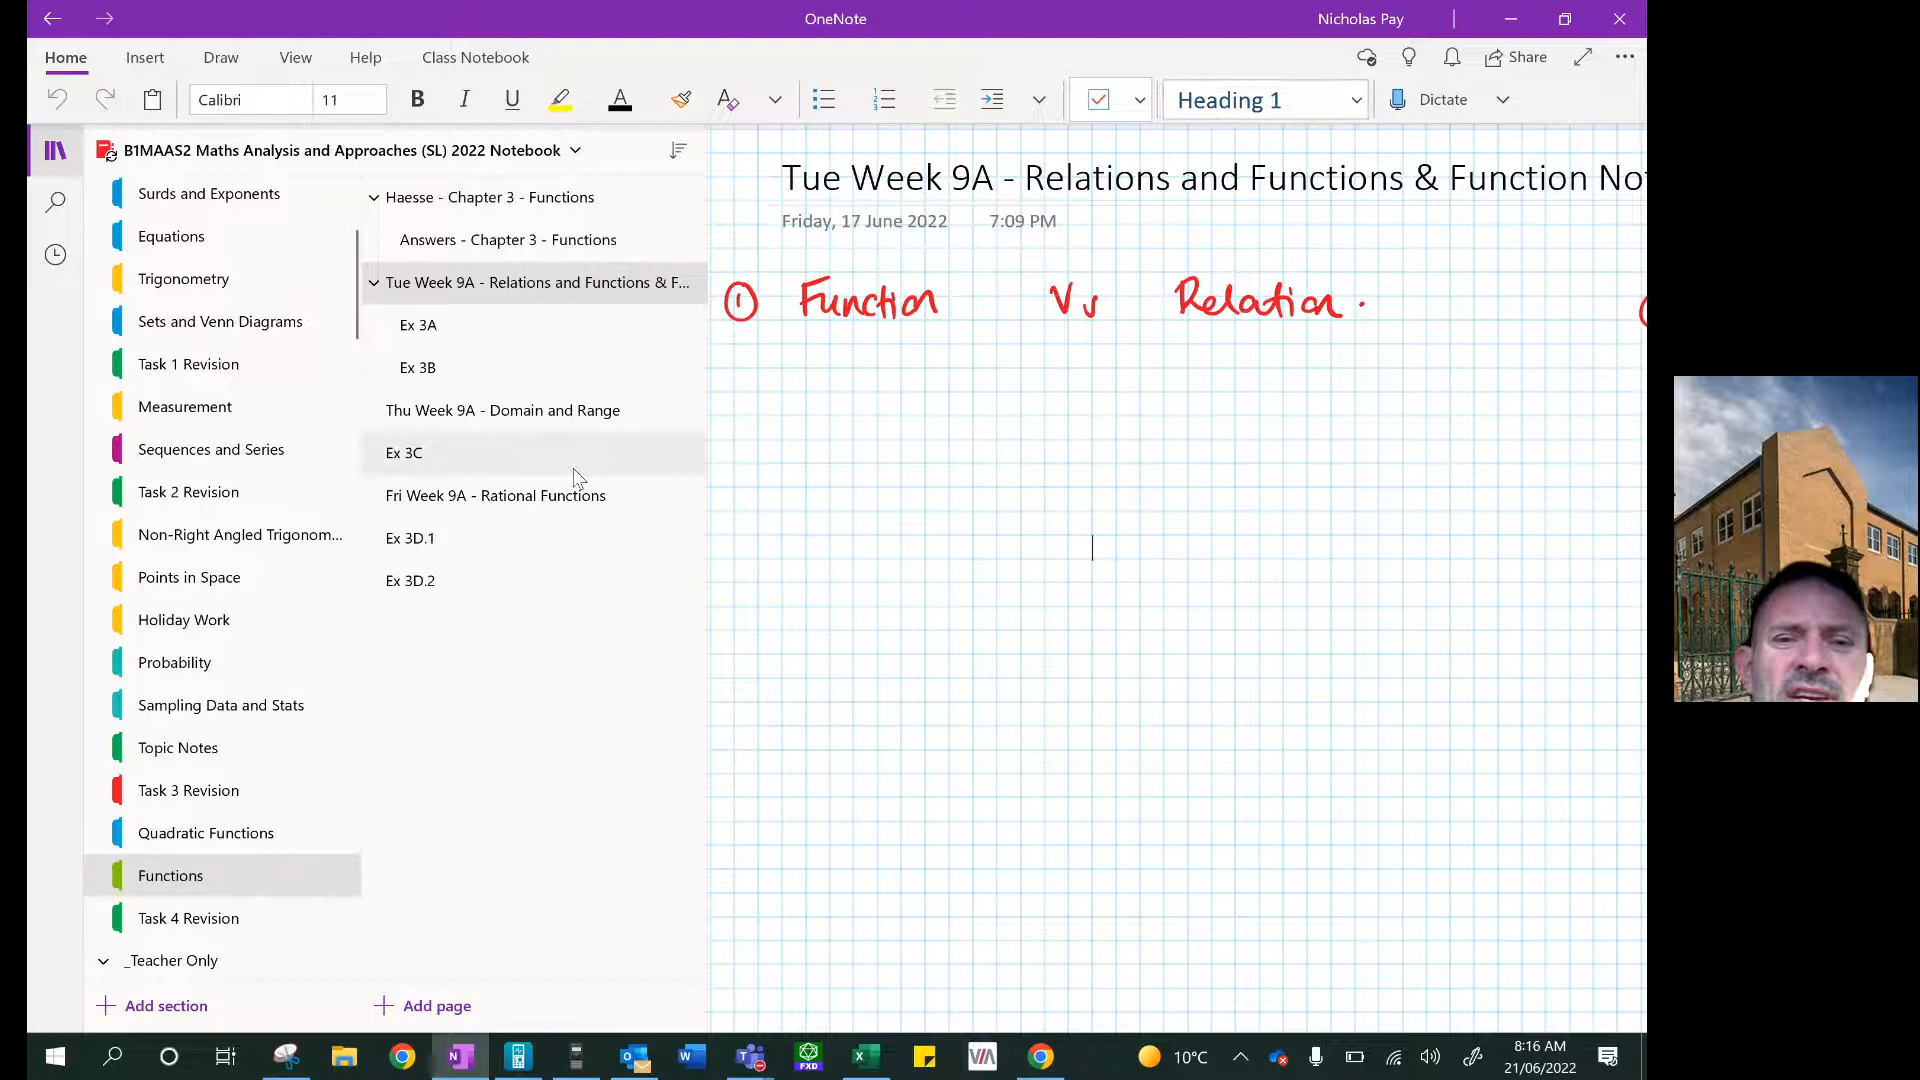 OneNote
Nicholas Pay
Home Insert Draw View Help Class Notebook
Share
Calibri 11
B I U A A
Heading 1
Dictate
B1MAAS2 Maths Analysis and Approaches (SL) 2022 Notebook
Surds and Exponents
Equations
Trigonometry
Sets and Venn Diagrams
Task 1 Revision
Measurement
Sequences and Series
Task 2 Revision
Non-Right Angled Trigonom...
Points in Space
Holiday Work
Probability
Sampling Data and Stats
Topic Notes
Task 3 Revision
Quadratic Functions
Functions
Task 4 Revision
_Teacher Only
Add section
Haesse - Chapter 3 - Functions
Answers - Chapter 3 - Functions
Tue Week 9A - Relations and Functions & F...
Ex 3A
Ex 3B
Thu Week 9A - Domain and Range
Ex 3C
Fri Week 9A - Rational Functions
Ex 3D.1
Ex 3D.2
Add page
Tue Week 9A - Relations and Functions & Function No
Friday, 17 June 2022 7:09 PM
① Function Vs Relation.
FXD
10°C
8:16 AM
21/06/2022